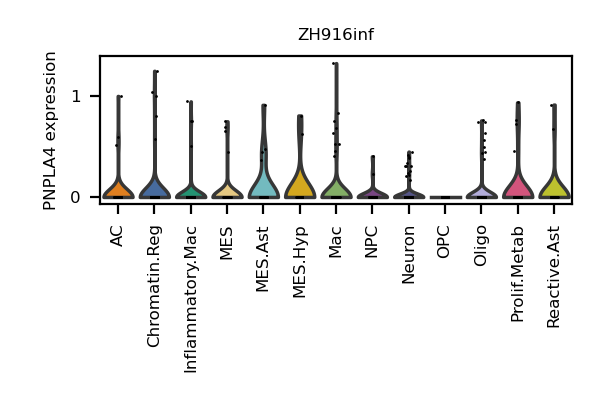 ZH916inf
PNPLA4 expression
1
0
AC
Chromatin.Reg
Inflammatory.Mac
MES
MES.Ast
MES.Hyp
Mac
NPC
Neuron
OPC
Oligo
Prolif.Metab
Reactive.Ast